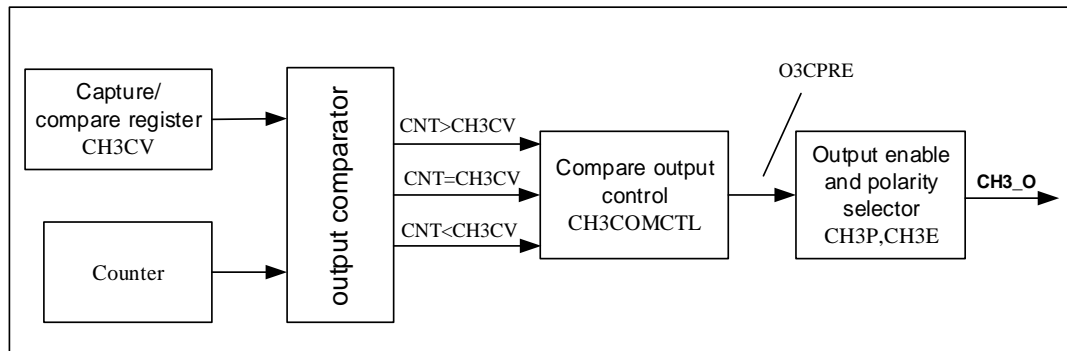 Capture/
compare register
CH3CV
Counter
output comparator
CNT>CH3CV
CNT=CH3CV
CNT<CH3CV
Compare output
control
CH3COMCTL
O3CPRE
Output enable
and polarity
selector
CH3P,CH3E
CH3_O